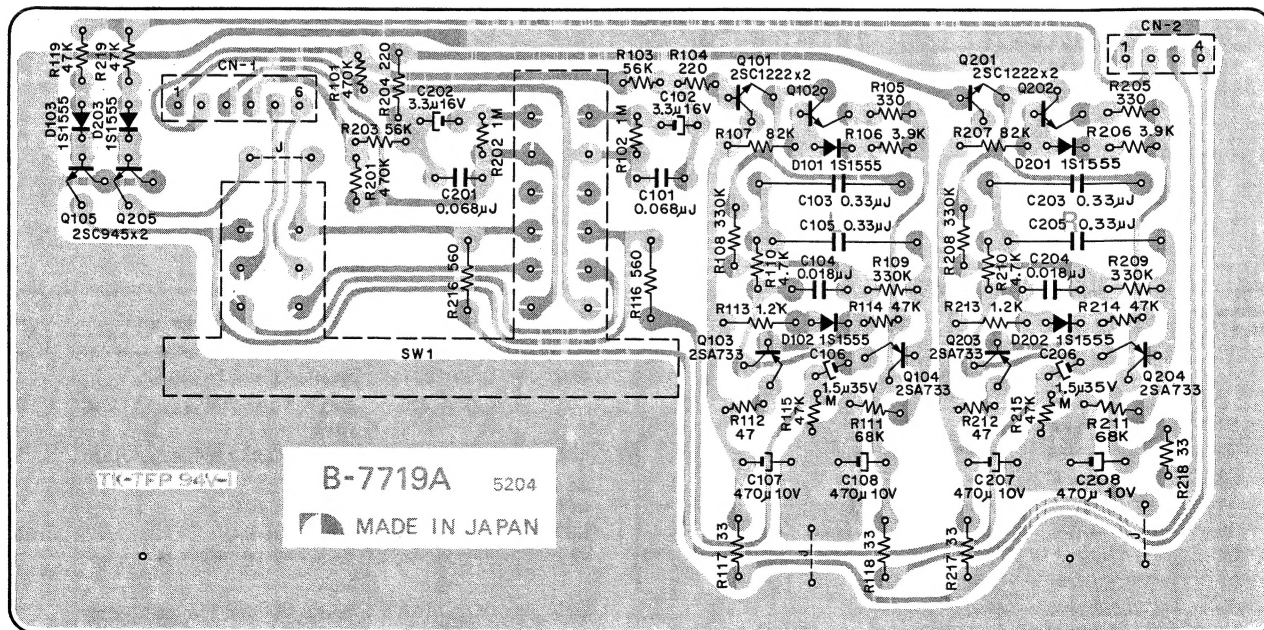 R119 47K
R219 47K
CN-1
1 6
R101 470K
R204 220
C202
3.3µ16V
R203 56K
R201 470K
R202 1M
C201
0.068µJ
D103 1S1555
D203 1S1555
J
Q105 Q205
2SC945x2
R216 560
SW1
R103
56K
R104
220
C102
3.3µ16V
R102 1M
C101
0.068µJ
R116 560
Q101
2SC1222x2
Q102
R105
330
R107 82K
R106 3.9K
D101 1S1555
C103 0.33µJ
R108 330K
C105 0.33µJ
R110 4.7K
C104
0.018µJ
R109
330K
R113 1.2K
R114 47K
D102 1S1555
Q103
2SA733
C106
1.5µ35V
M
Q104
2SA733
R112
47
R115 47K
R111
68K
C107
470µ10V
C108
470µ10V
R117 33
J
R118 33
CN-2
1 4
Q201
2SC1222x2
Q202
R205
330
R207 82K
R206 3.9K
D201 1S1555
C203 0.33µJ
R
R208 330K
C205 0.33µJ
R210 4.7K
C204
0.018µJ
R209
330K
R213 1.2K
R214 47K
D202 1S1555
Q203
2SA733
C206
1.5µ35V
M
Q204
2SA733
R212
47
R215 47K
R211
68K
C207
470µ10V
C208
470µ10V
R218 33
R217 33
J
TK-TFP 94V-1
B-7719A 5204
MADE IN JAPAN